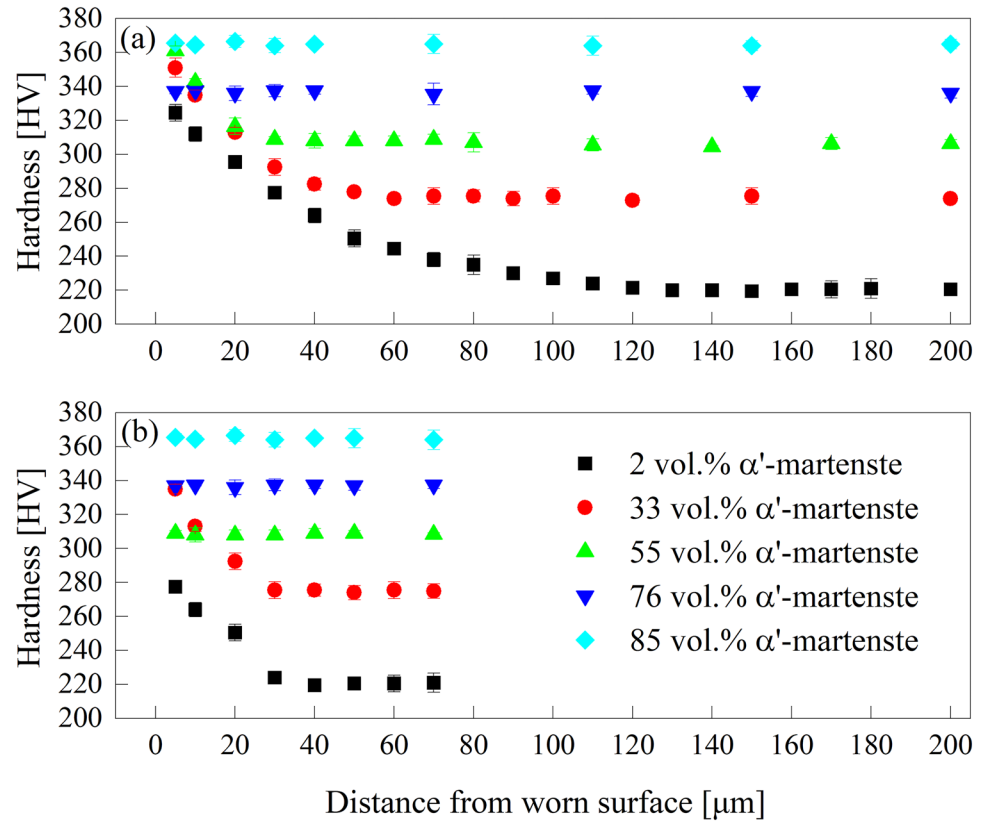 380
(a)
360
340
320
300
280
260
240
220
200
Hardness [HV]
0 20 40 60 80 100 120 140 160 180 200
380
(b)
360
340
320
300
280
260
240
220
200
Hardness [HV]
2 vol.% α'-martenste
33 vol.% α'-martenste
55 vol.% α'-martenste
76 vol.% α'-martenste
85 vol.% α'-martenste
0 20 40 60 80 100 120 140 160 180 200
Distance from worn surface [μm]